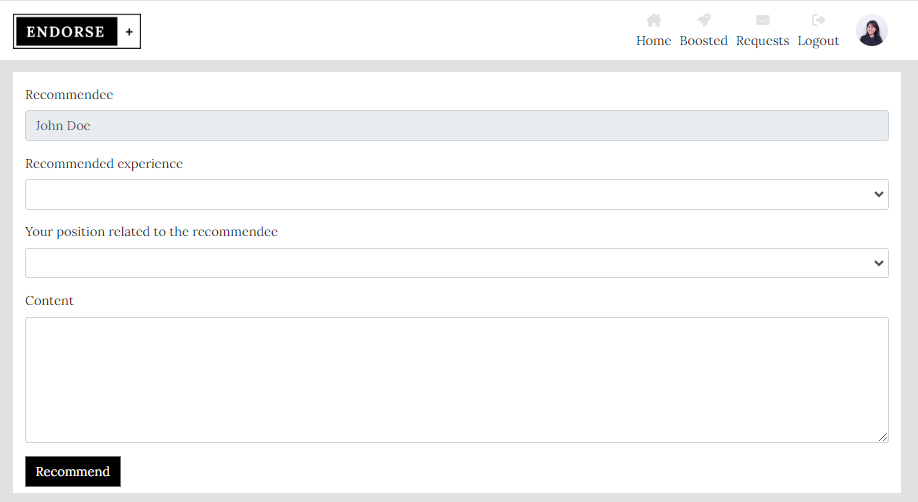 ENDORSE +
Home Boosted Requests Logout
Recommendee
John Doe
Recommended experience
Your position related to the recommendee
Content
Recommend